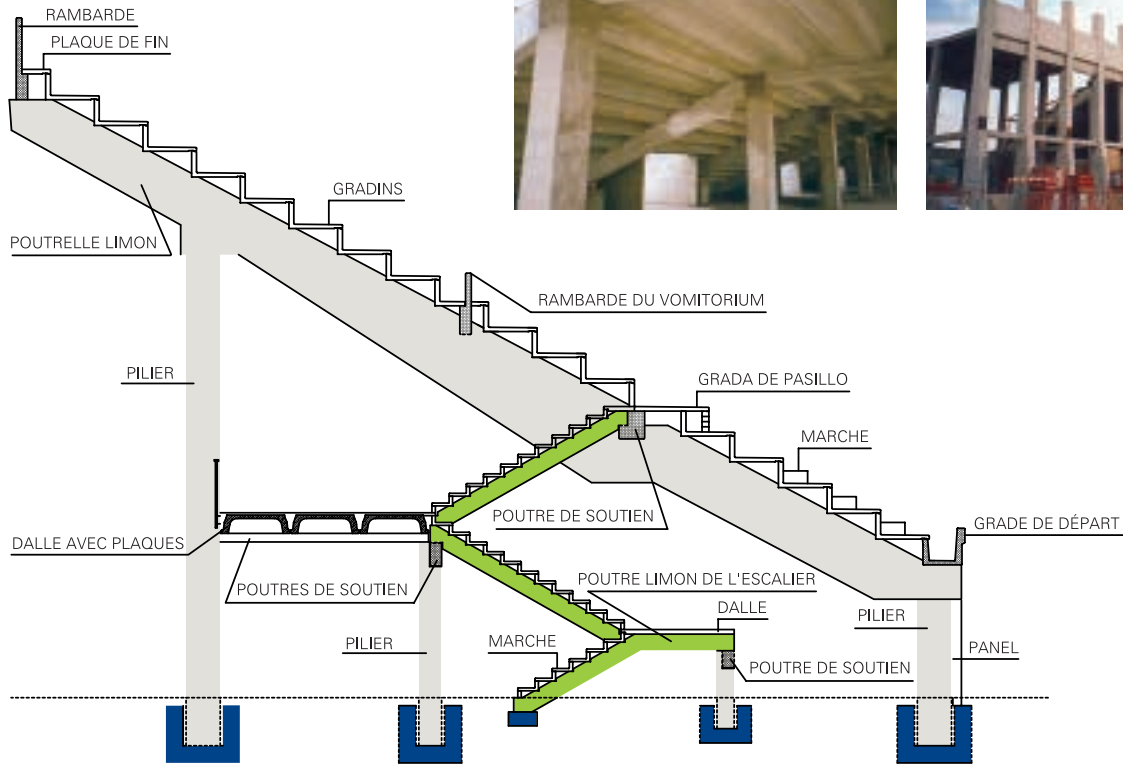 RAMBARDE
PLAQUE DE FIN
GRADINS
POUTRELLE LIMON
RAMBARDE DU VOMITORIUM
PILIER
GRADA DE PASILLO
MARCHE
POUTRE DE SOUTIEN
GRADE DE DÉPART
DALLE AVEC PLAQUES
POUTRES DE SOUTIEN
POUTRE LIMON DE L'ESCALIER
DALLE
PILIER
PILIER
MARCHE
PANEL
POUTRE DE SOUTIEN